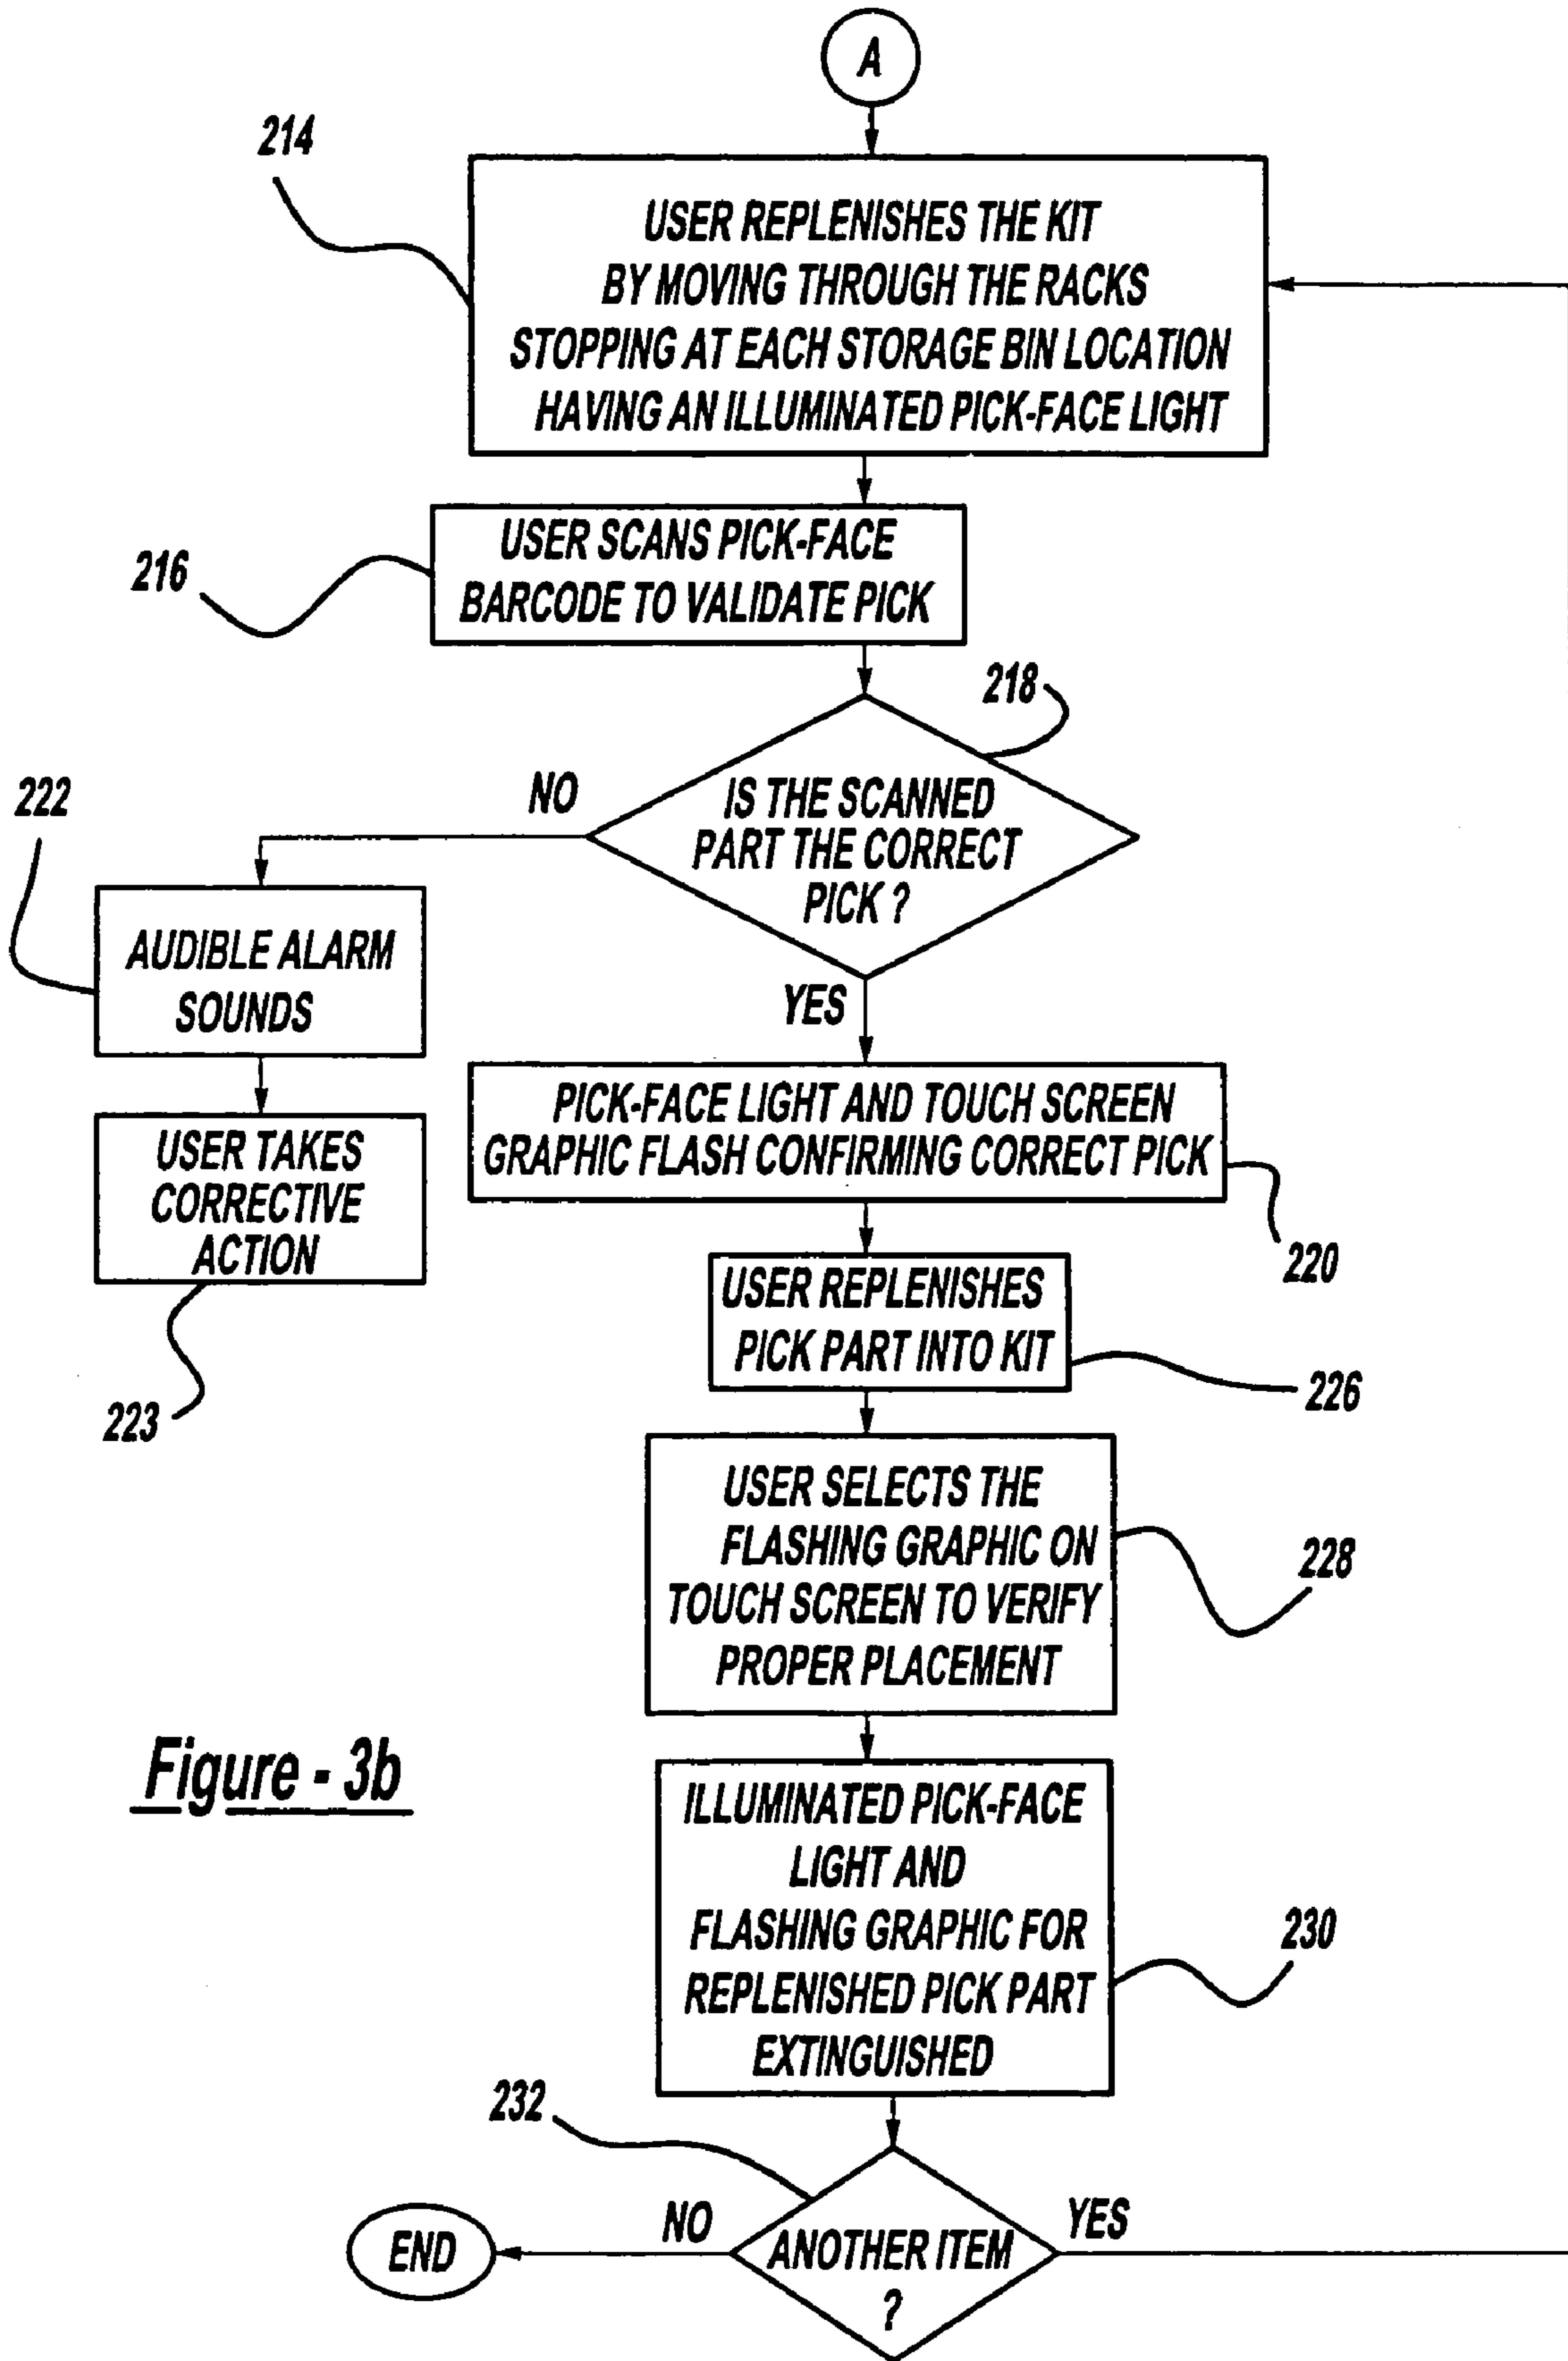 A
214
USER REPLENISHES THE KIT
BY MOVING THROUGH THE RACKS
STOPPING AT EACH STORAGE BIN LOCATION
HAVING AN ILLUMINATED PICK-FACE LIGHT
216
USER SCANS PICK-FACE
BARCODE TO VALIDATE PICK
218
IS THE SCANNED
PART THE CORRECT
PICK ?
NO
222
AUDIBLE ALARM
SOUNDS
USER TAKES
CORRECTIVE
ACTION
223
YES
PICK-FACE LIGHT AND TOUCH SCREEN
GRAPHIC FLASH CONFIRMING CORRECT PICK
220
USER REPLENISHES
PICK PART INTO KIT
226
USER SELECTS THE
FLASHING GRAPHIC ON
TOUCH SCREEN TO VERIFY
PROPER PLACEMENT
228
Figure - 3b
ILLUMINATED PICK-FACE
LIGHT AND
FLASHING GRAPHIC FOR
REPLENISHED PICK PART
EXTINGUISHED
230
232
ANOTHER ITEM
?
NO
END
YES